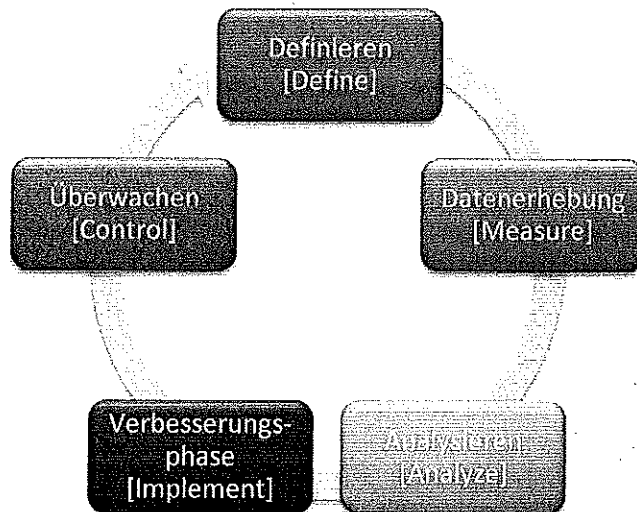 Definieren
[Define]
Datenerhebung
[Measure]
Analysieren
[Analyze]
Verbesserungs-
phase
[Implement]
Überwachen
[Control]